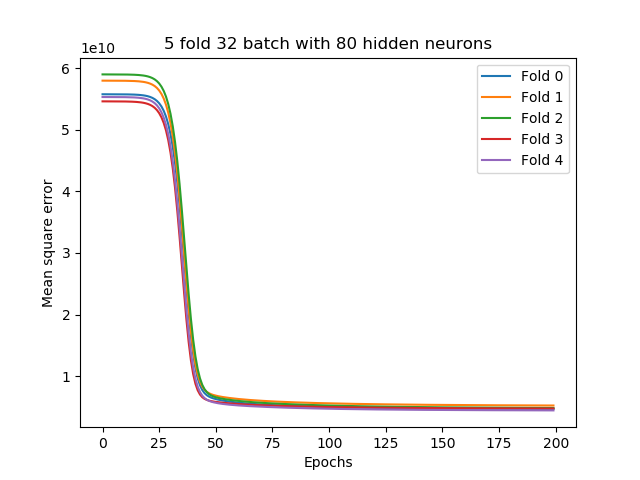 5 fold 32 batch with 80 hidden neurons
1e10
6
5
4
3
2
1
Mean square error
Fold 0
Fold 1
Fold 2
Fold 3
Fold 4
0 25 50 75 100 125 150 175 200
Epochs